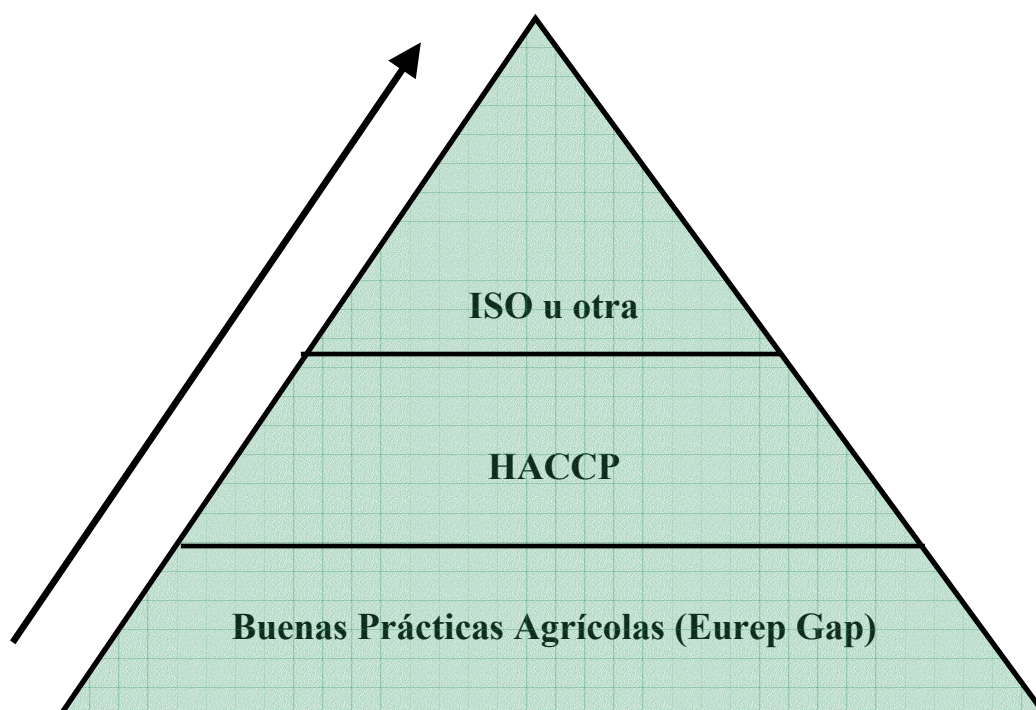 ISO u otra
HACCP
Buenas Prácticas Agrícolas (Eurep Gap)